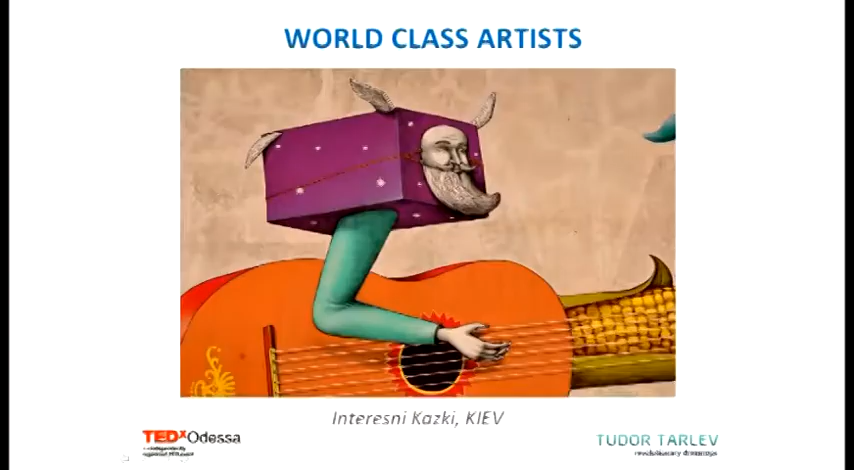 WORLD CLASS ARTISTS
Interesni Kazki, KIEV
TEDxOdessa
TUDOR TARLEV